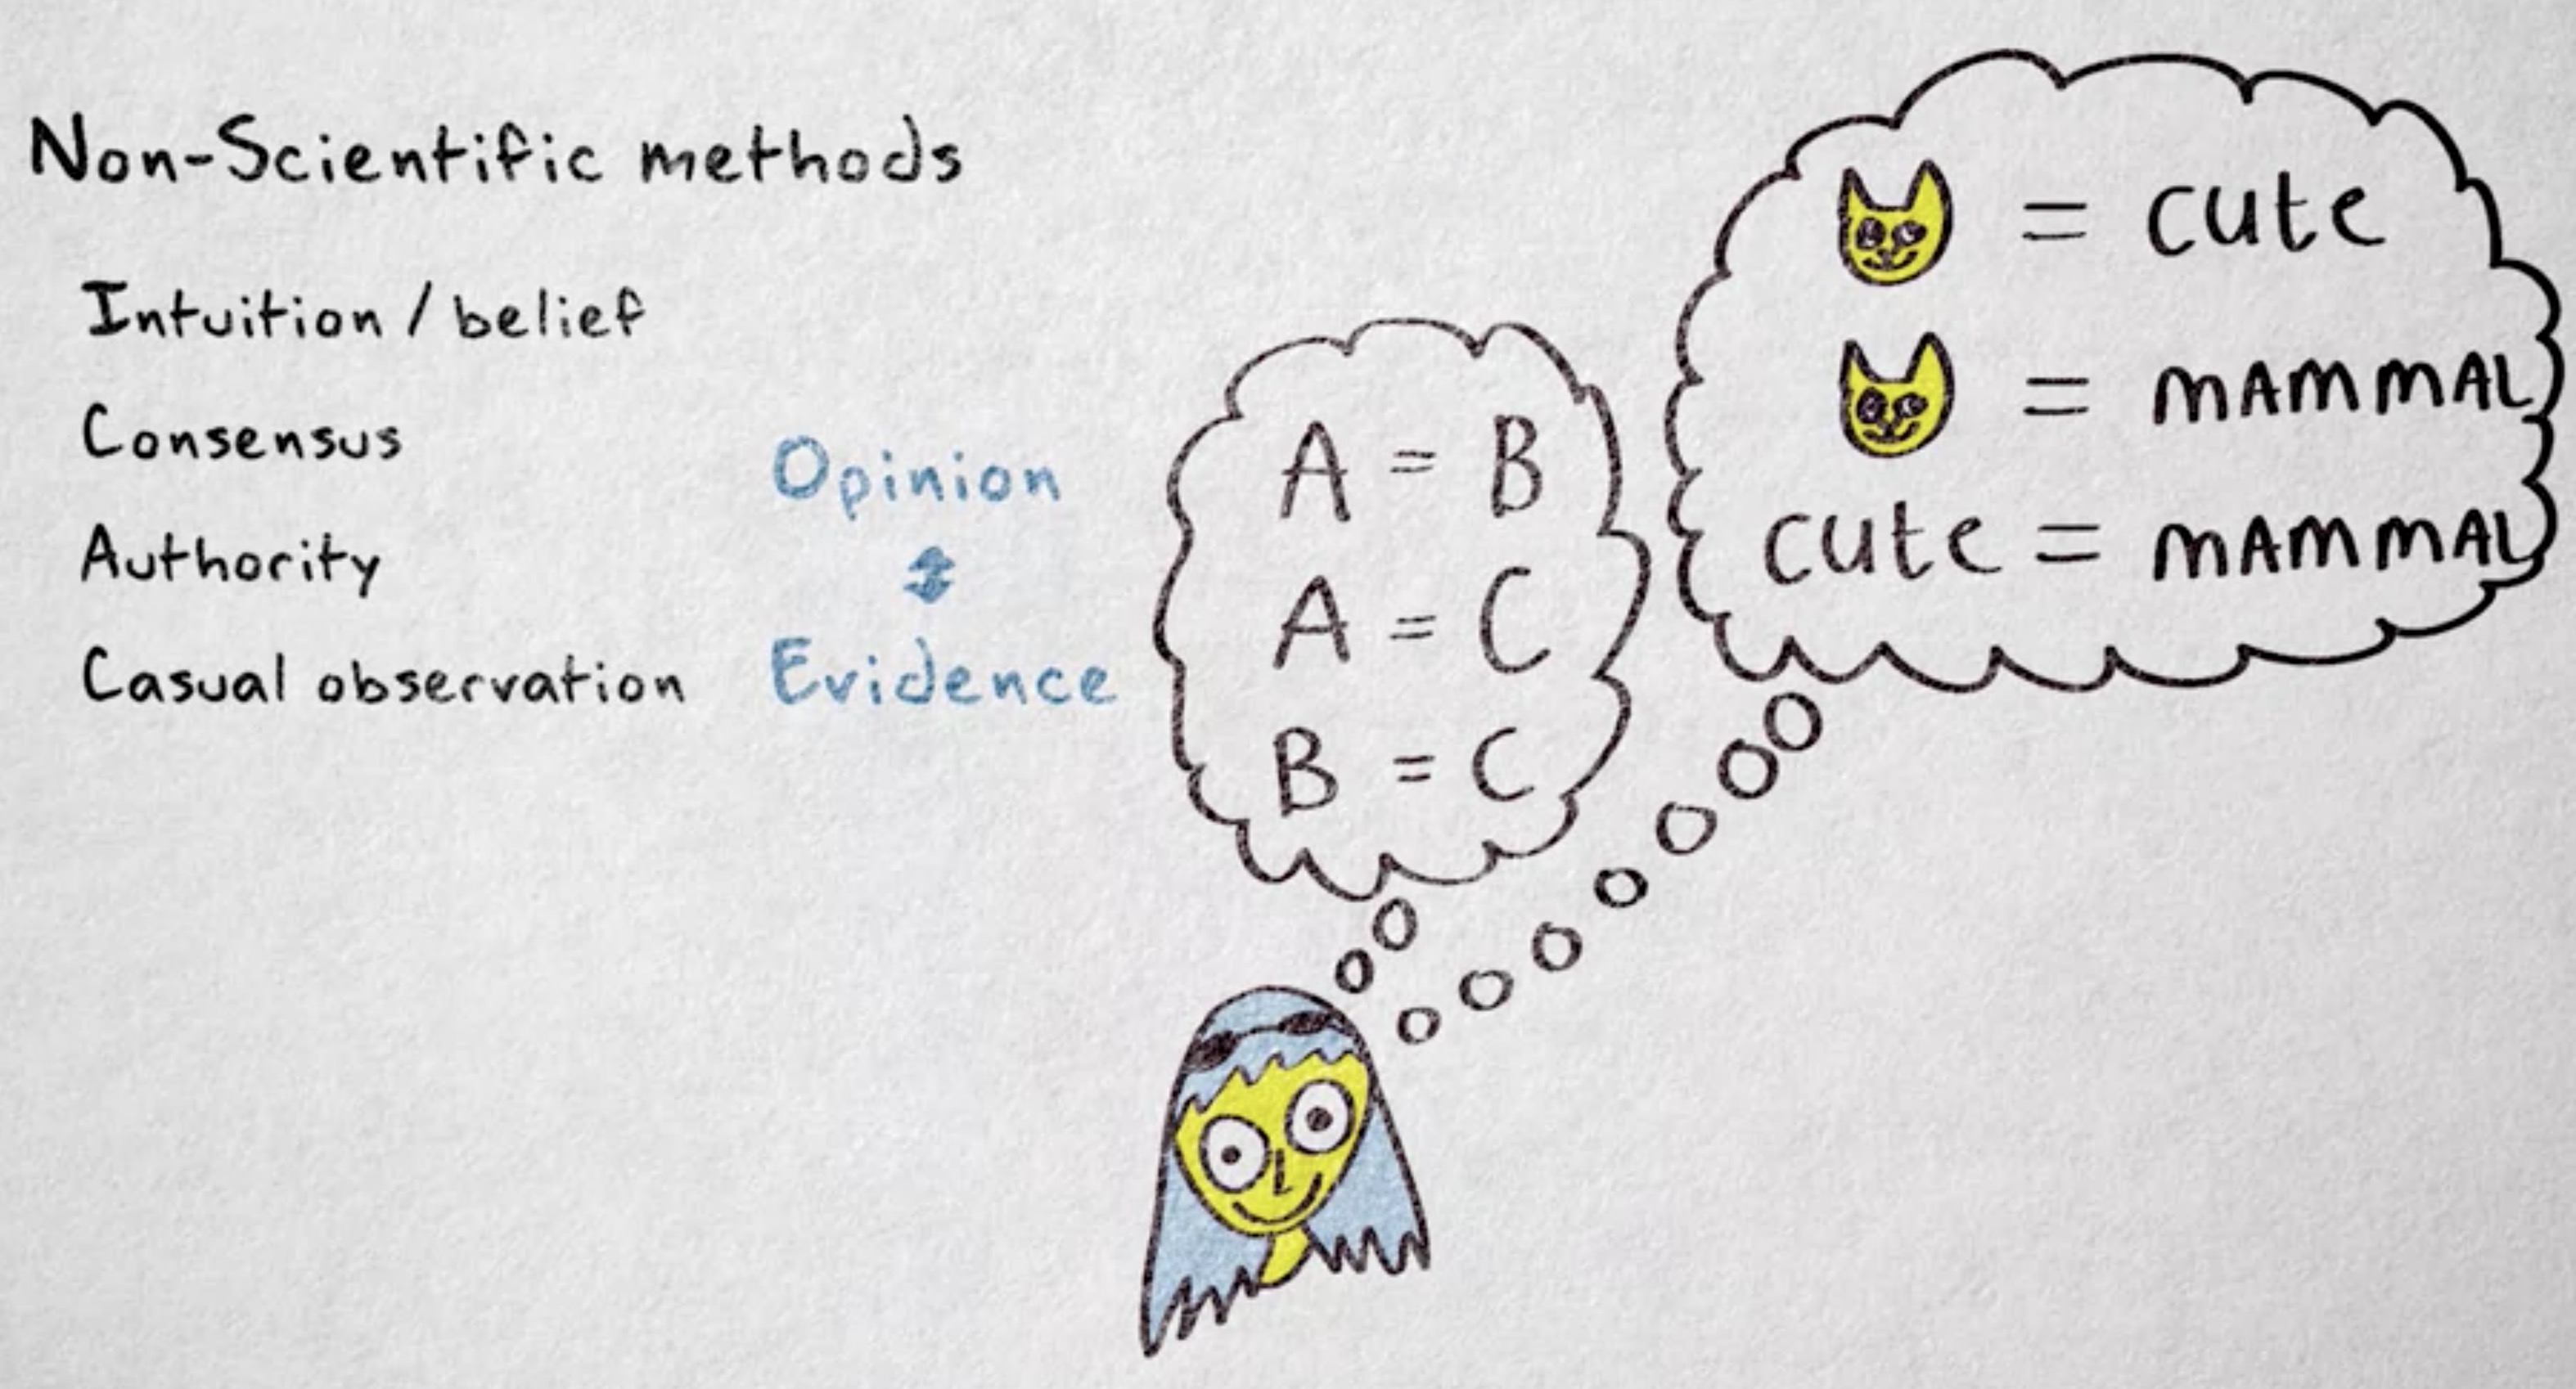 Non-Scientific methods
Intuition / belief
Consensus
Authority
Casual observation
Opinion
Evidence
A = B
A = C
B = C
= cute
= MAMMAL
cute = MAMMAL